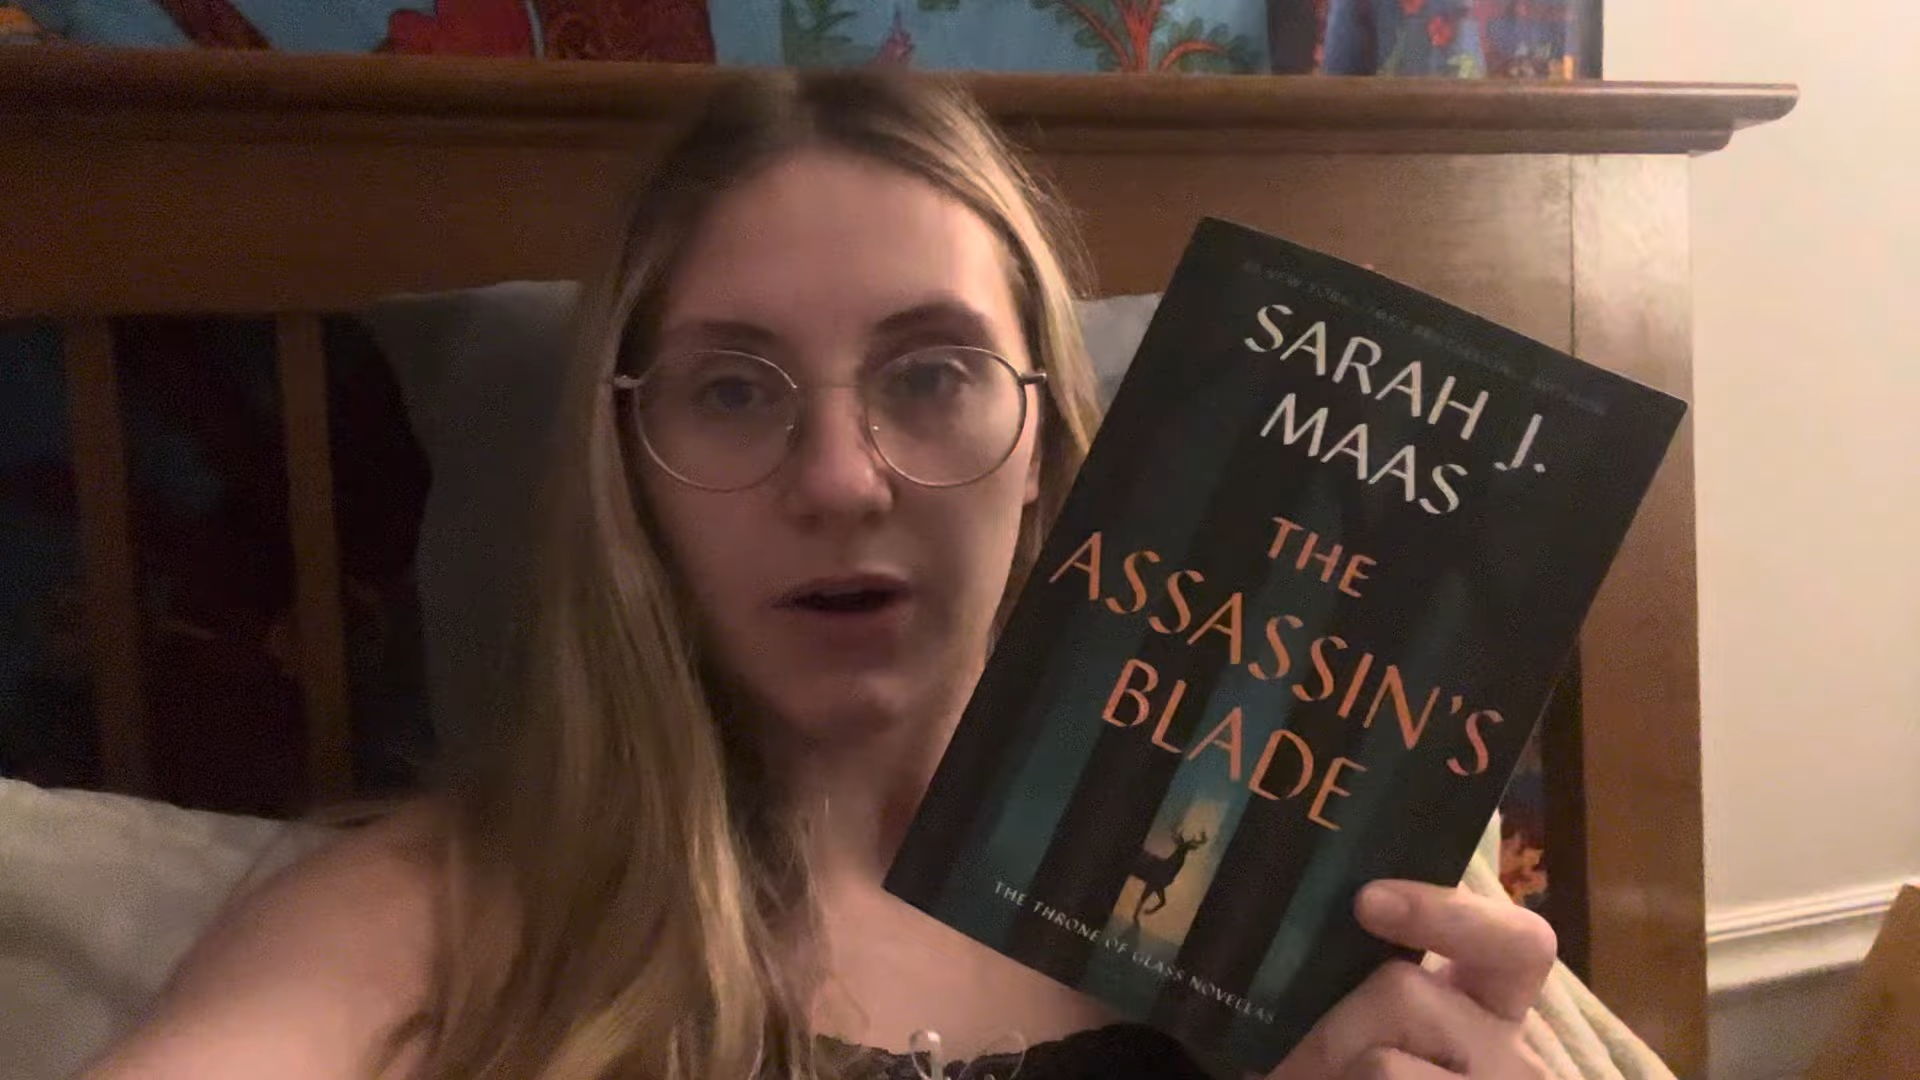 SARAH J.
MAAS
THE
ASSASSIN'S
BLADE
THE THRONE OF GLASS NOVELLAS